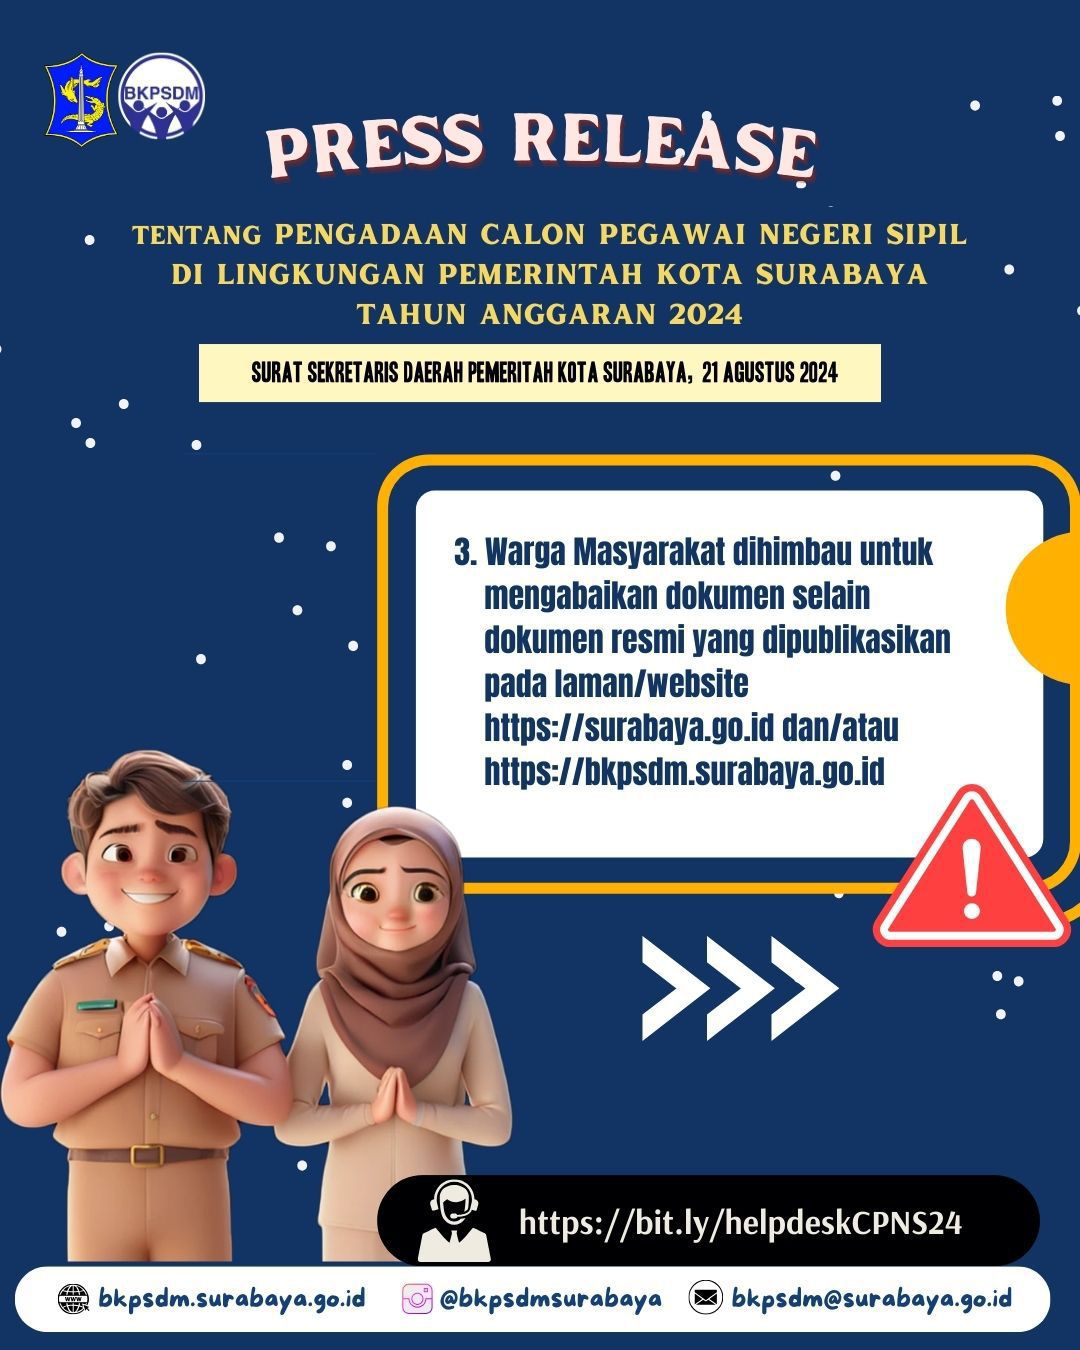 BKPSDM
PRESS RELEASE
TENTANG PENGADAAN CALON PEGAWAI NEGERI SIPIL
DI LINGKUNGAN PEMERINTAH KOTA SURABAYA
TAHUN ANGGARAN 2024
SURAT SEKRETARIS DAERAH PEMERITAH KOTA SURABAYA, 21 AGUSTUS 2024
3. Warga Masyarakat dihimbau untuk
mengabaikan dokumen selain
dokumen resmi yang dipublikasikan
pada laman/website
https://surabaya.go.id dan/atau
https://bkpsdm.surabaya.go.id
https://bit.ly/helpdeskCPNS24
www bkpsdm.surabaya.go.id @bkpsdmsurabaya bkpsdm@surabaya.go.id